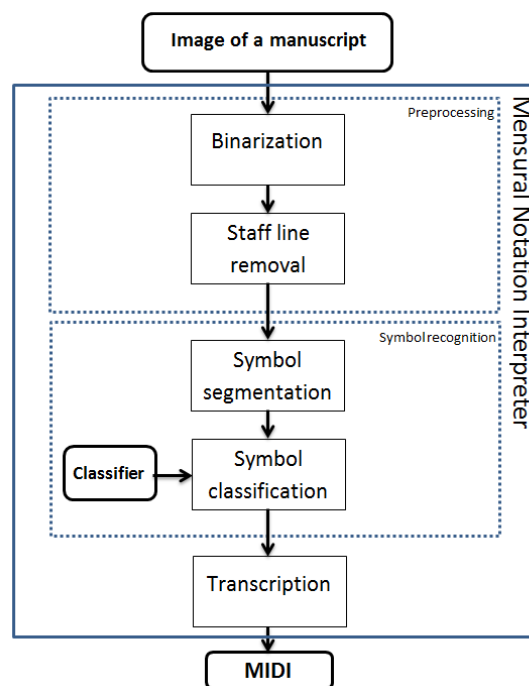 Image of a manuscript
Preprocessing
Binarization
Staff line
removal
Symbol recognition
Symbol
segmentation
Classifier
Symbol
classification
Transcription
MIDI
Mensural Notation Interpreter